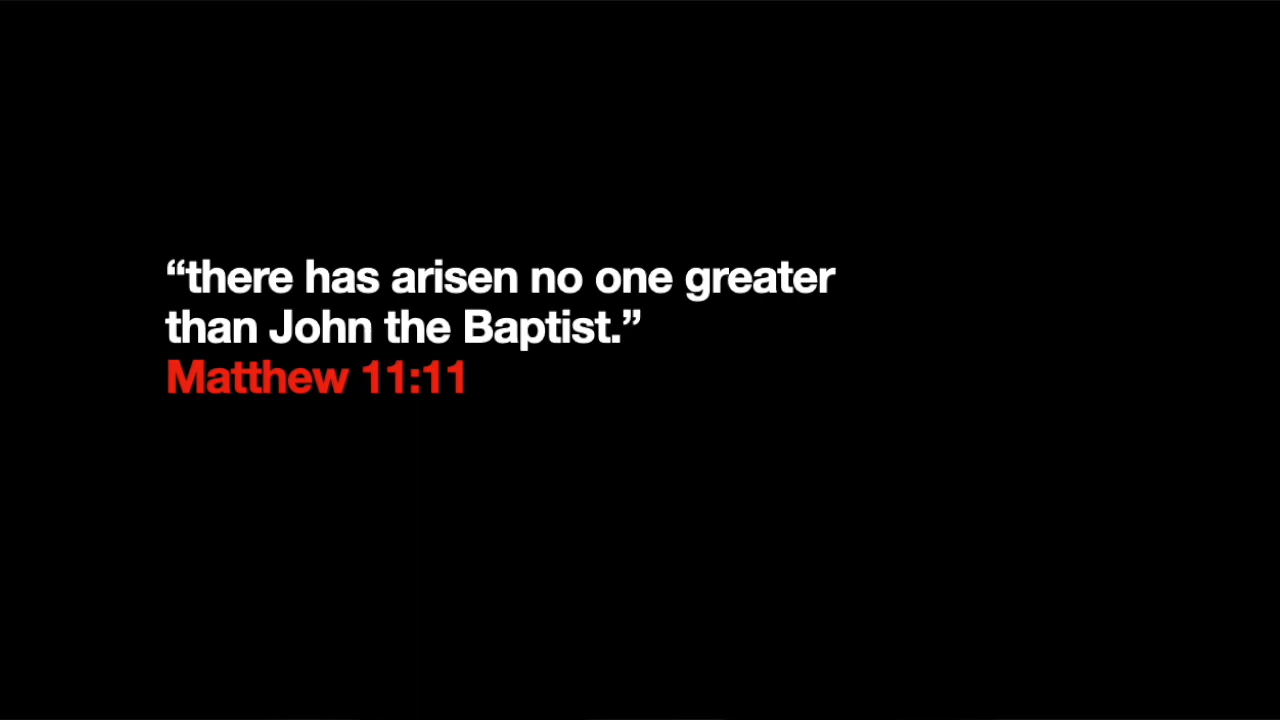 “there has arisen no one greater
than John the Baptist.”
Matthew 11:11